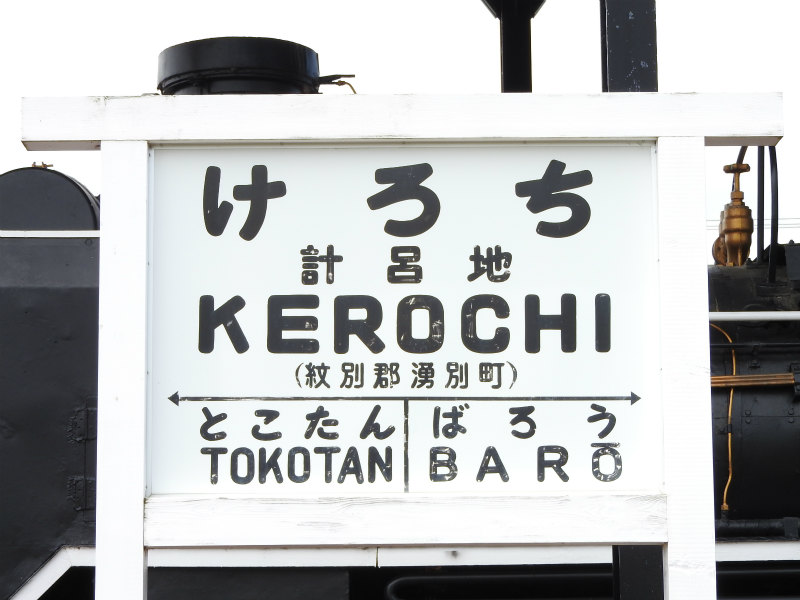 けろち
計呂地
KEROCHI
(紋別郡湧別町)
とこたん ばろう
TOKOTAN BARŌ